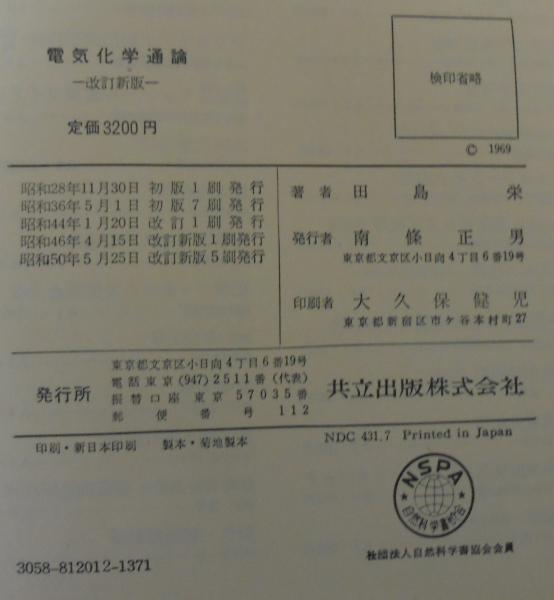 電気化学通論
—改訂新版—
定価3200円
検印省略
© 1969
昭和28年11月30日 初版1刷発行
昭和36年5月1日 初版7刷発行
昭和44年1月20日 改訂1刷発行
昭和46年4月15日 改訂新版1刷発行
昭和50年5月25日 改訂新版5刷発行
著者 田島栄
発行者 南條正男
東京都文京区小日向4丁目6番19号
印刷者 大久保健児
東京都新宿区市ケ谷本村町27
発行所
東京都文京区小日向4丁目6番19号
電話東京(947)2511番(代表)
振替口座東京57035番
郵便番号112
共立出版株式会社
印刷・新日本印刷 製本・菊地製本
NDC 431.7 Printed in Japan
NSPA
自然科学書協会
社団法人自然科学書協会会員
3058-812012-1371